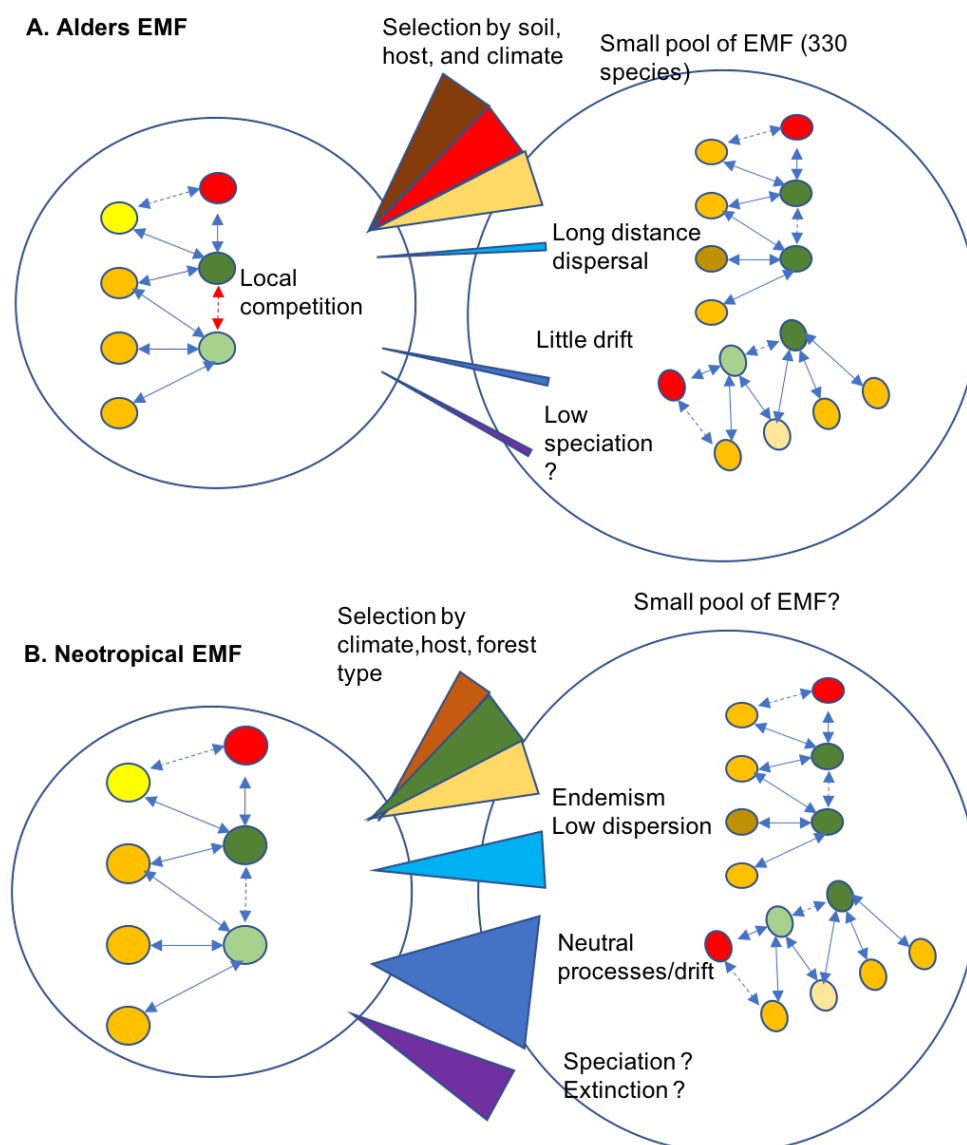 A. Alders EMF
Selection by soil,
host, and climate
Small pool of EMF (330
species)
Local
competition
Long distance
dispersal
Little drift
Low
speciation
?
B. Neotropical EMF
Selection by
climate,host, forest
type
Small pool of EMF?
Endemism
Low dispersion
Neutral
processes/drift
Speciation ?
Extinction ?